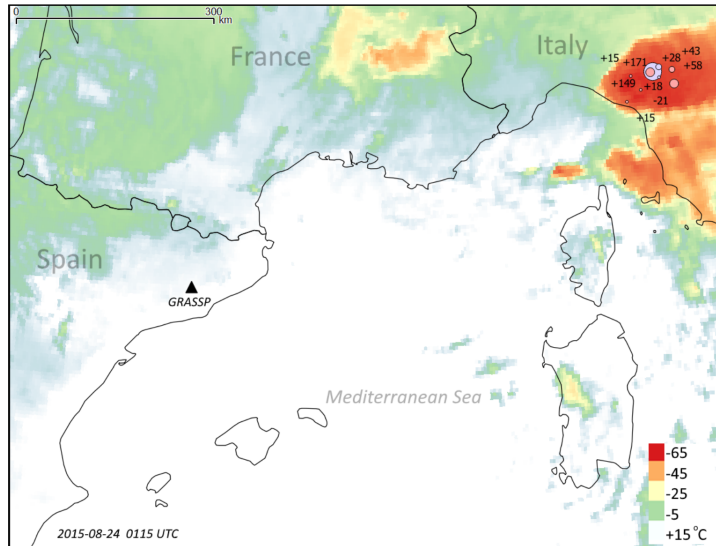 0 300
km
France
Italy
+15
+171
+28
+43
+58
+149
+18
-21
+15
Spain
GRASSP
Mediterranean Sea
-65
-45
-25
-5
+15 °C
2015-08-24 0115 UTC